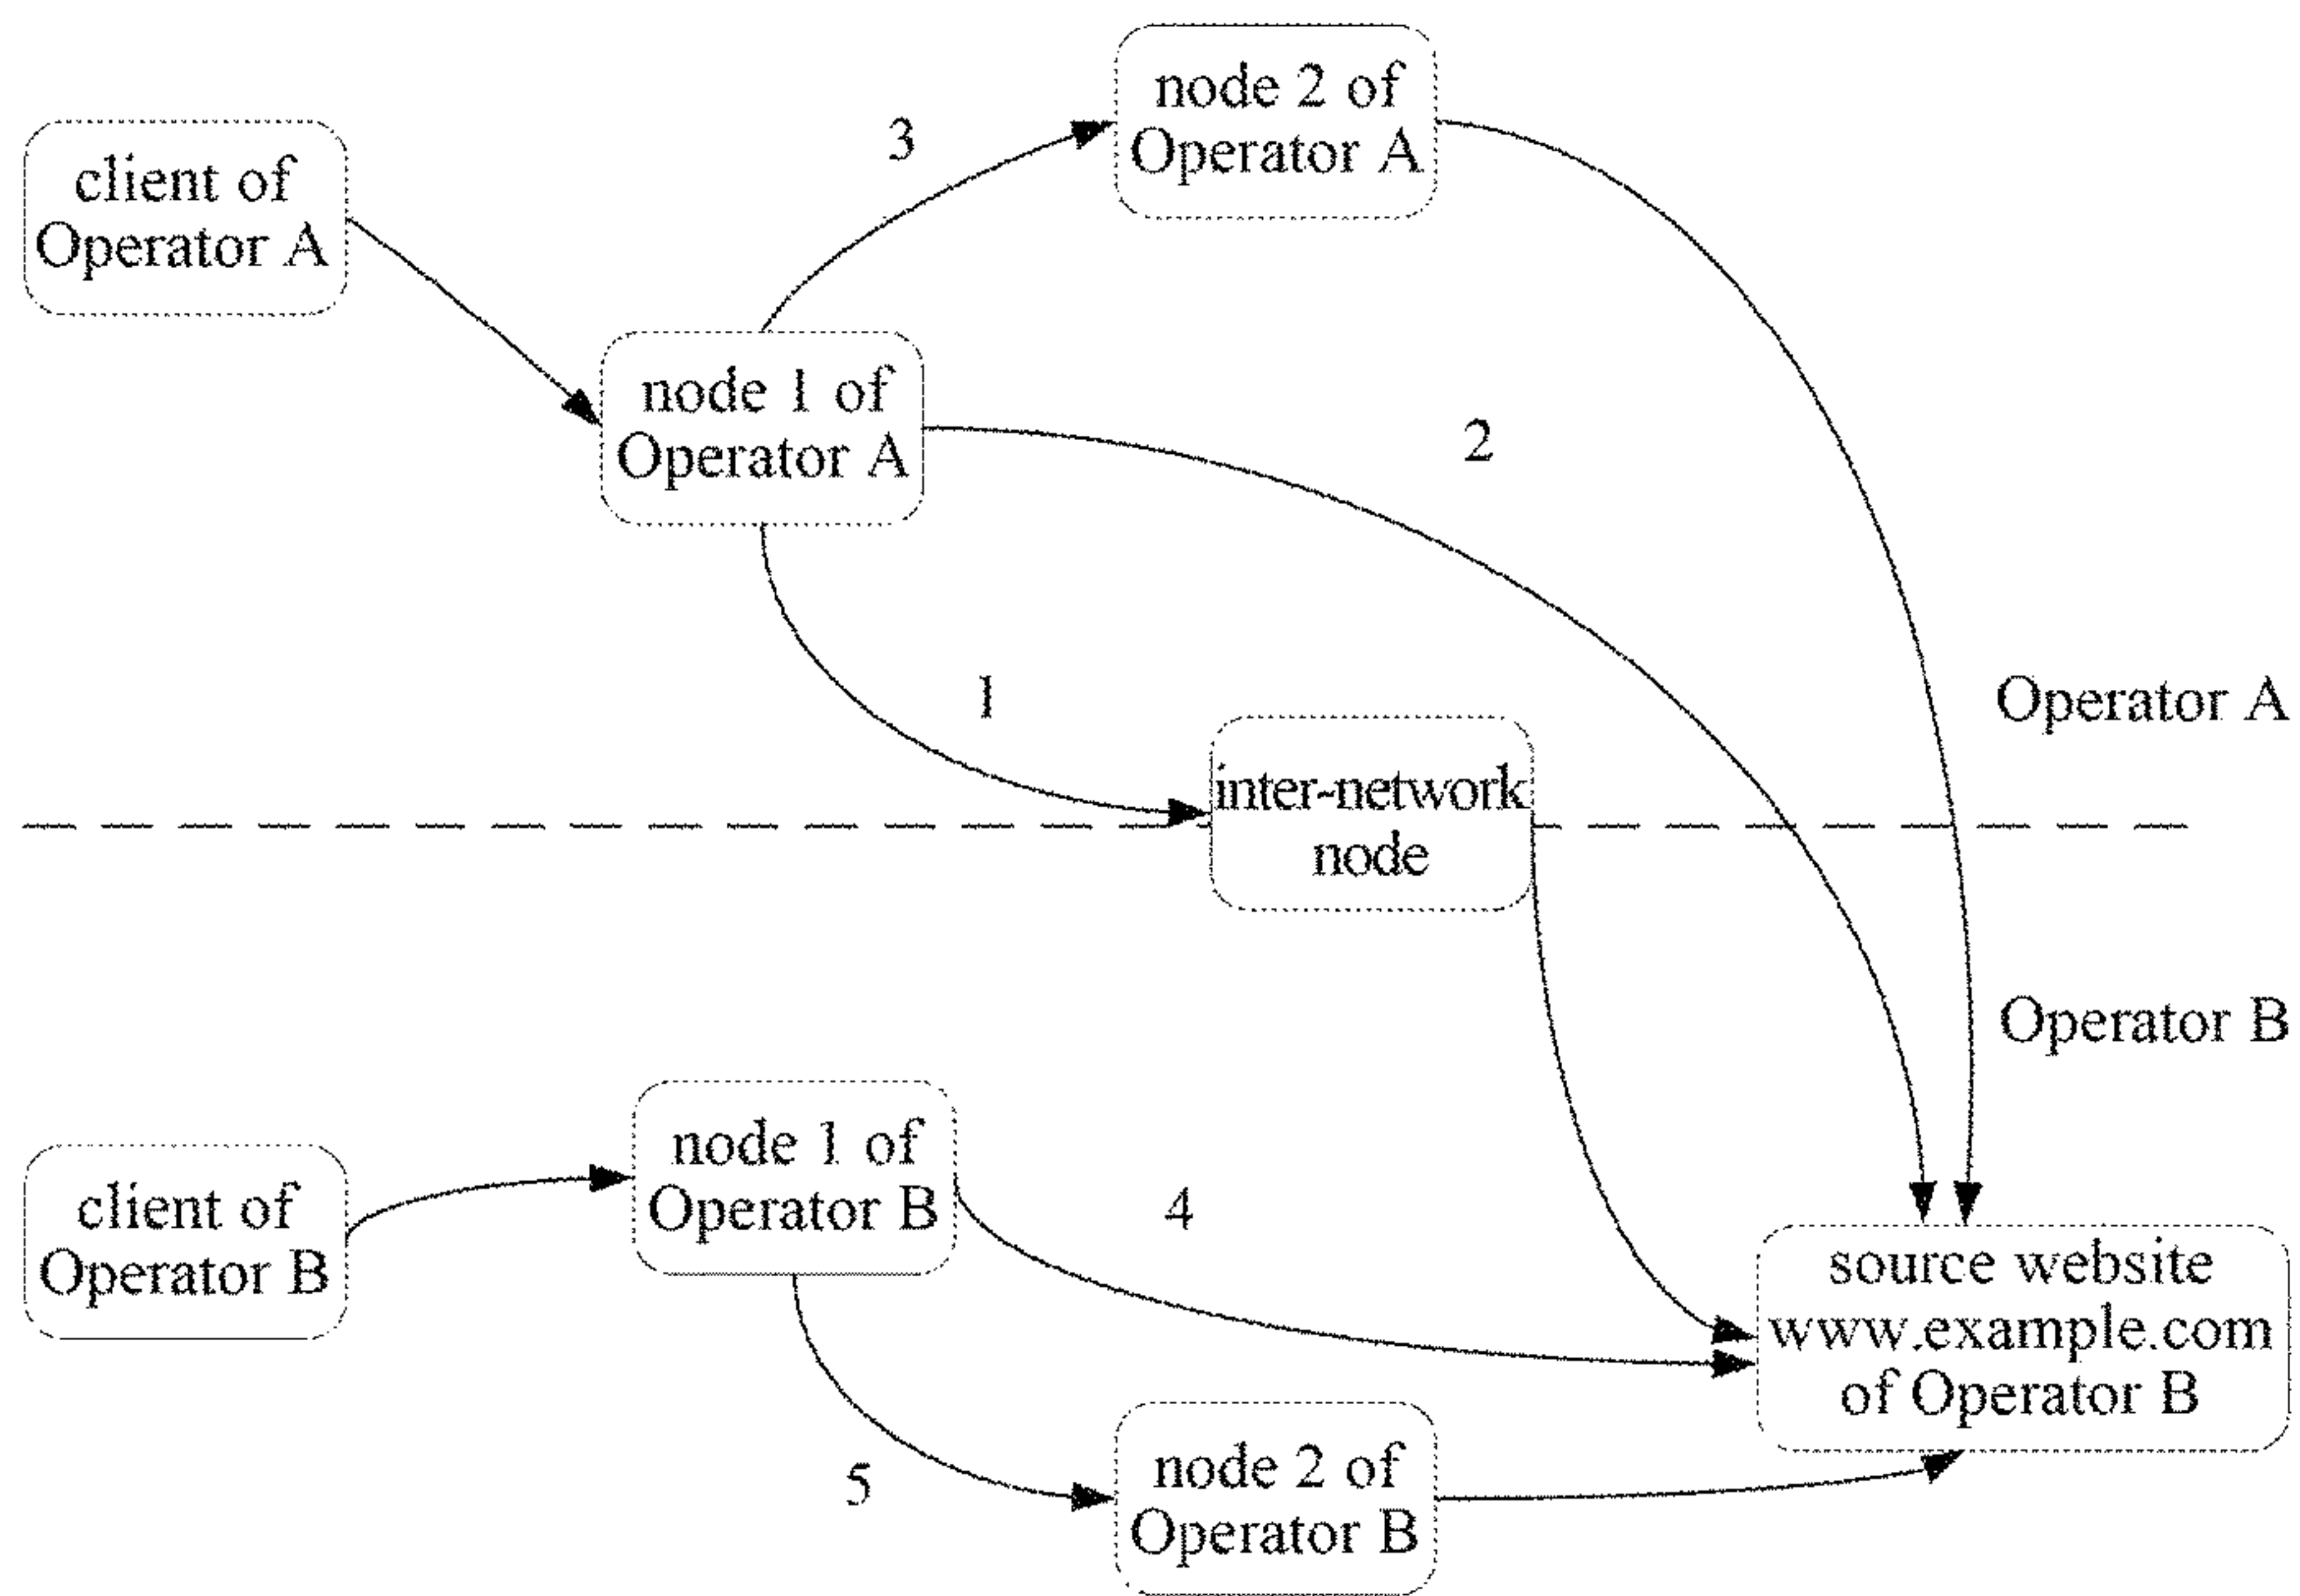 node 2 of
Operator A
3
client of
Operator A
node 1 of
Operator A
2
1
Operator A
inter-network
node
Operator B
node 1 of
Operator B
4
client of
Operator B
source website
www.example.com
of Operator B
5
node 2 of
Operator B